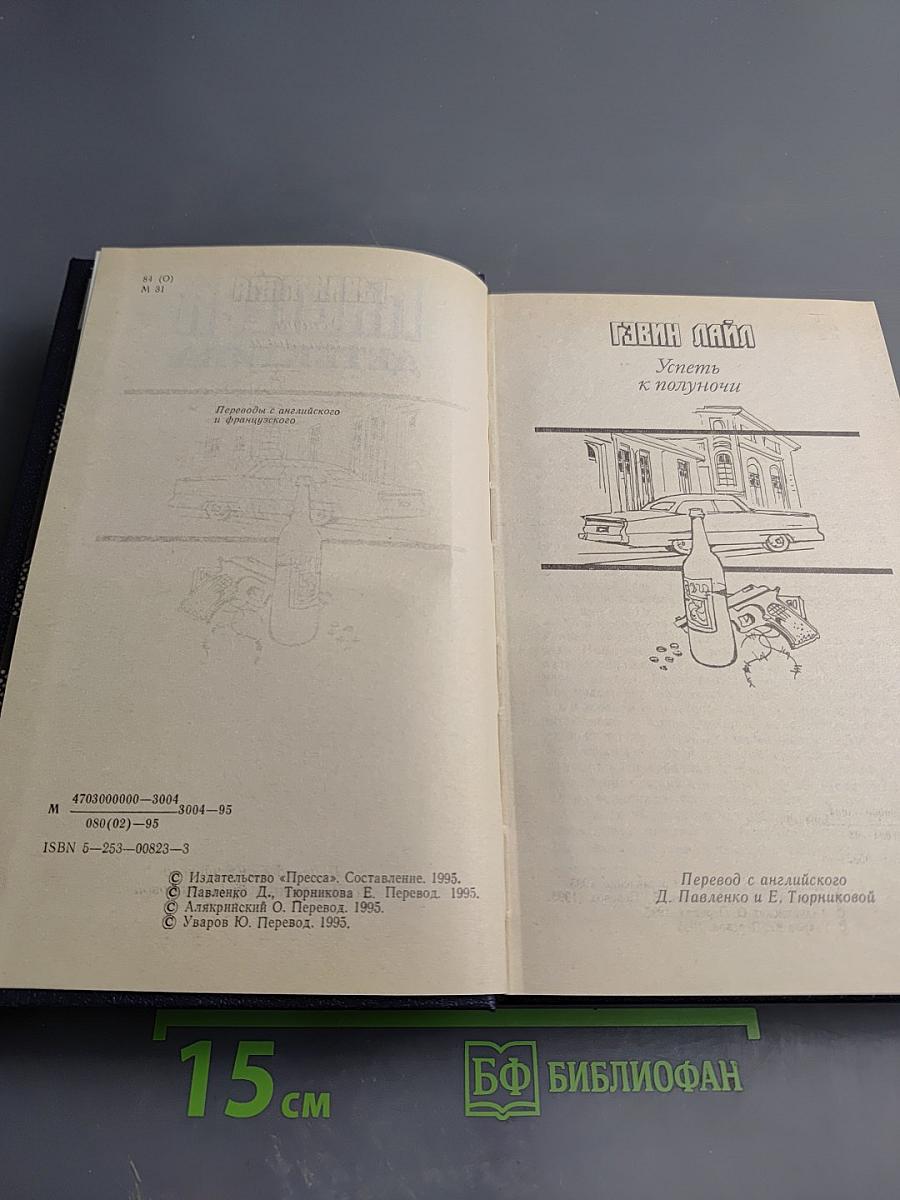 84 (О)
М 31
Переводы с английского
и французского
М 4703000000—3004
080(02)—95
3004—95
ISBN 5—253—00823—3
© Издательство «Пресса». Составление. 1995.
© Павленко Д., Тюрникова Е. Перевод. 1995.
© Алякринский О. Перевод. 1995.
© Уваров Ю. Перевод. 1995.
ГЭВИН ЛАЙЛ
Успеть
к полуночи
Перевод с английского
Д. Павленко и Е. Тюрниковой
15 см
БФ БИБЛИОФАН